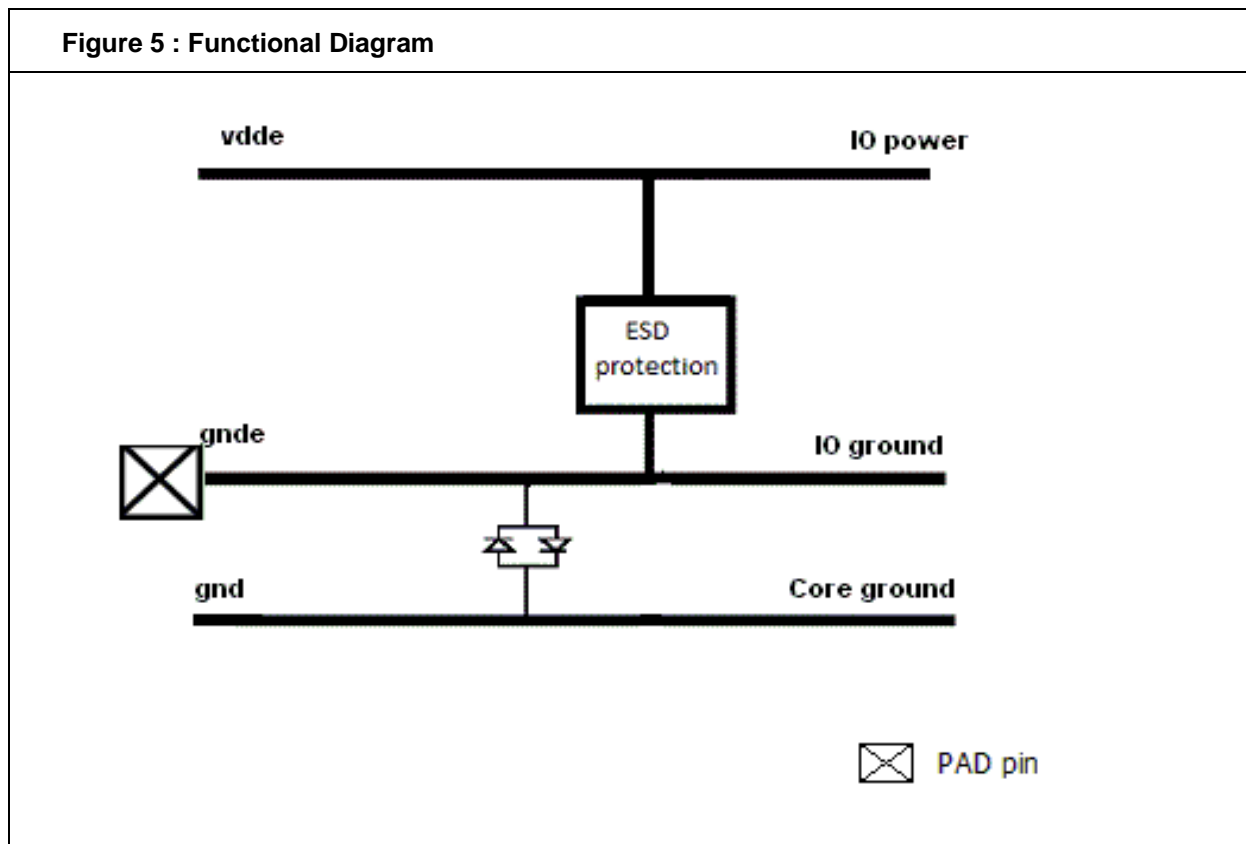 Figure 5 : Functional Diagram
vdde
IO power
ESD
protection
gnde
IO ground
gnd
Core ground
PAD pin